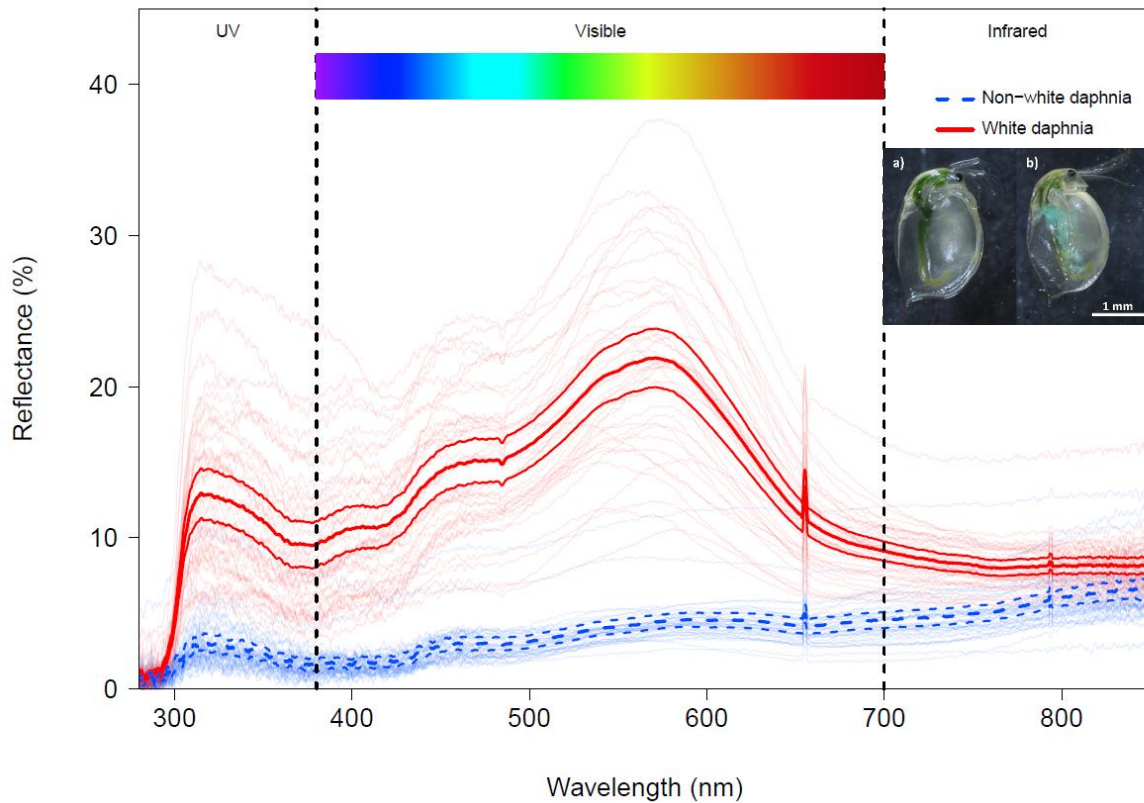 UV Visible Infrared
40
30
20
10
0
Reflectance (%)
Non-white daphnia
White daphnia
a) b)
1 mm
300 400 500 600 700 800
Wavelength (nm)